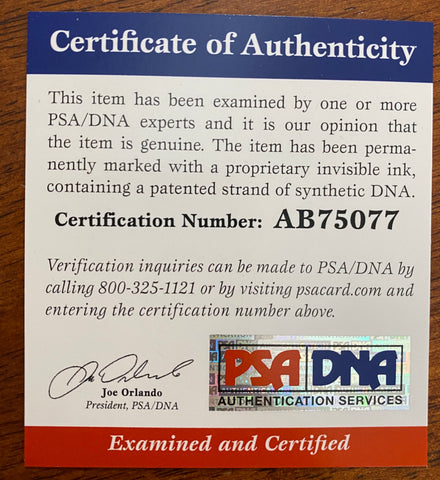 Certificate of Authenticity
This item has been examined by one or more
PSA/DNA experts and it is our opinion that
the item is genuine. The item has been perma-
nently marked with a proprietary invisible ink,
containing a patented strand of synthetic DNA.
Certification Number: AB75077
Verification inquiries can be made to PSA/DNA by
calling 800-325-1121 or by visiting psacard.com and
entering the certification number above.
Joe Orlando
President, PSA/DNA
PSA DNA
AUTHENTICATION SERVICES
Examined and Certified